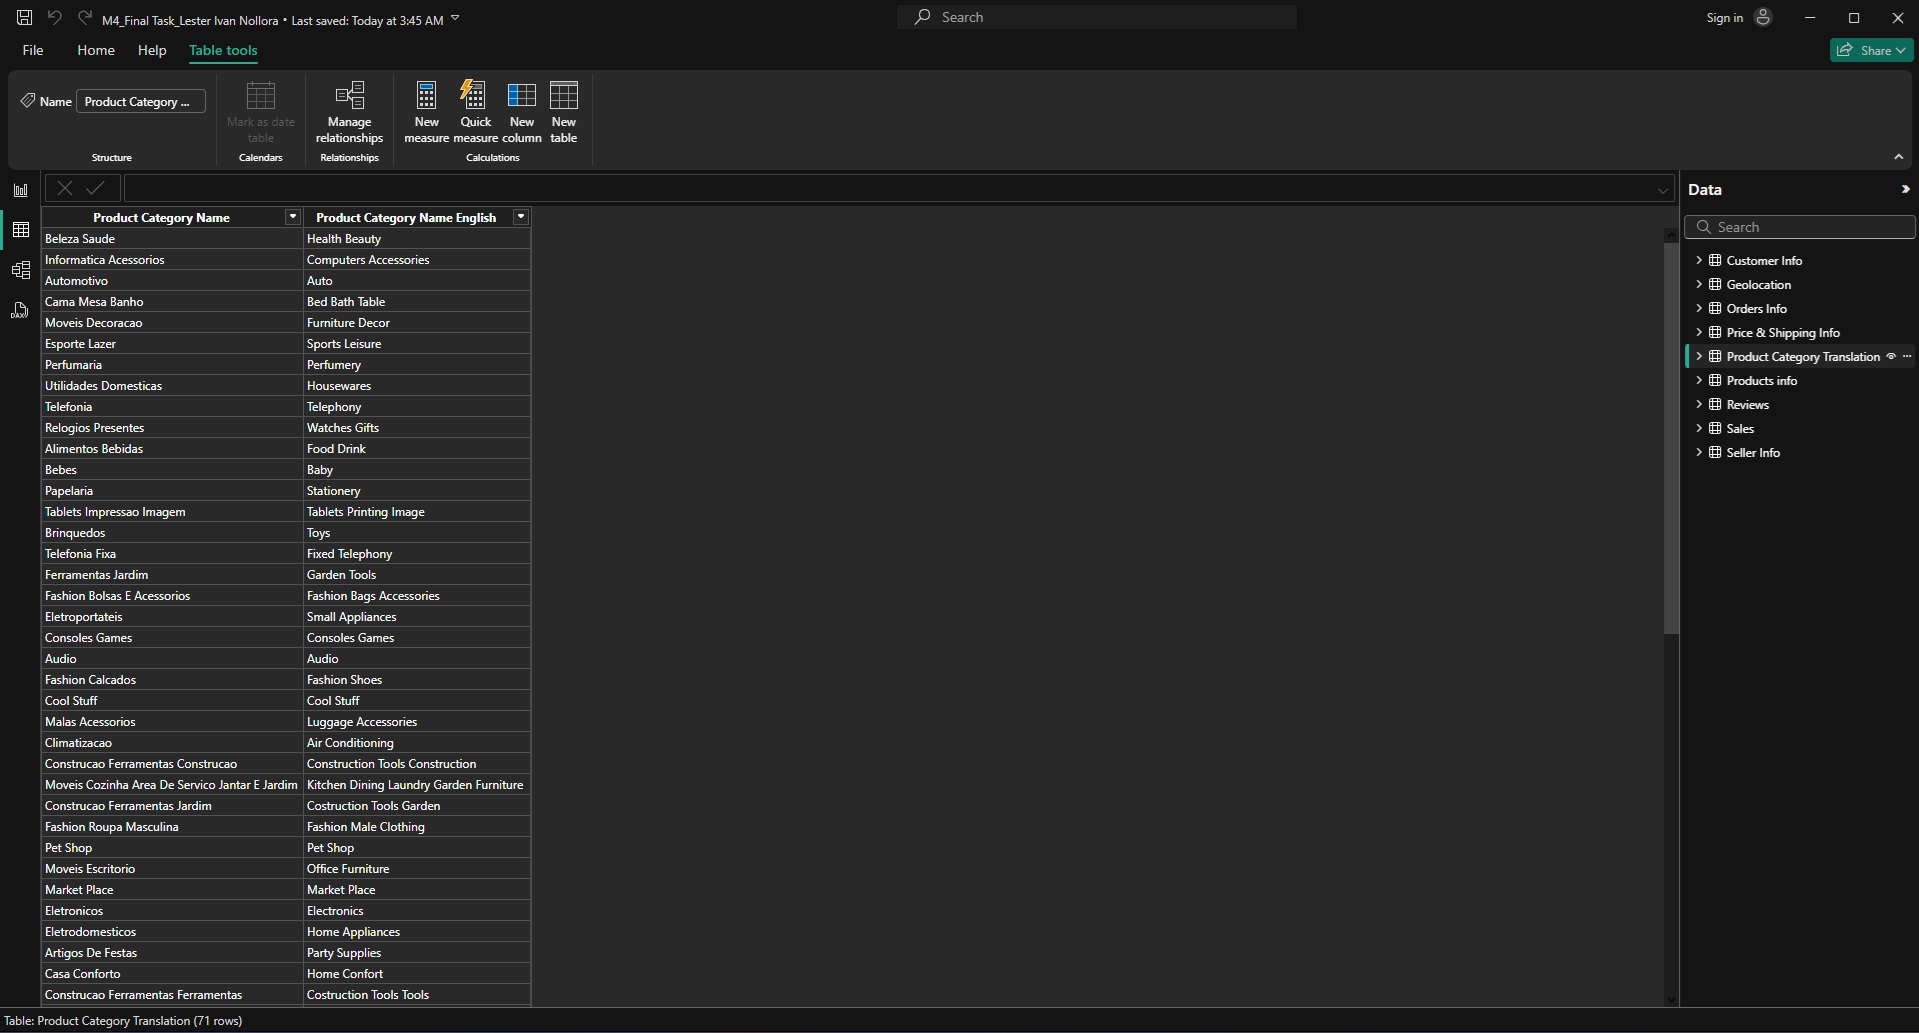 M4_Final Task_Lester Ivan Nollora • Last saved: Today at 3:45 AM
Search
Sign in
File
Home
Help
Table tools
Share
Name
Product Category ...
Mark as date table
Manage relationships
New measure
Quick measure
New column
New table
Structure
Calendars
Relationships
Calculations
Product Category Name	Product Category Name English
Beleza Saude	Health Beauty
Informatica Acessorios	Computers Accessories
Automotivo	Auto
Cama Mesa Banho	Bed Bath Table
Moveis Decoracao	Furniture Decor
Esporte Lazer	Sports Leisure
Perfumaria	Perfumery
Utilidades Domesticas	Housewares
Telefonia	Telephony
Relogios Presentes	Watches Gifts
Alimentos Bebidas	Food Drink
Bebes	Baby
Papelaria	Stationery
Tablets Impressao Imagem	Tablets Printing Image
Brinquedos	Toys
Telefonia Fixa	Fixed Telephony
Ferramentas Jardim	Garden Tools
Fashion Bolsas E Acessorios	Fashion Bags Accessories
Eletroportateis	Small Appliances
Consoles Games	Consoles Games
Audio	Audio
Fashion Calcados	Fashion Shoes
Cool Stuff	Cool Stuff
Malas Acessorios	Luggage Accessories
Climatizacao	Air Conditioning
Construcao Ferramentas Construcao	Construction Tools Construction
Moveis Cozinha Area De Servico Jantar E Jardim	Kitchen Dining Laundry Garden Furniture
Construcao Ferramentas Jardim	Costruction Tools Garden
Fashion Roupa Masculina	Fashion Male Clothing
Pet Shop	Pet Shop
Moveis Escritorio	Office Furniture
Market Place	Market Place
Eletronicos	Electronics
Eletrodomesticos	Home Appliances
Artigos De Festas	Party Supplies
Casa Conforto	Home Confort
Construcao Ferramentas Ferramentas	Costruction Tools Tools
DAX
Data
Search
Customer Info
Geolocation
Orders Info
Price & Shipping Info
Product Category Translation
Products info
Reviews
Sales
Seller Info
Table: Product Category Translation (71 rows)